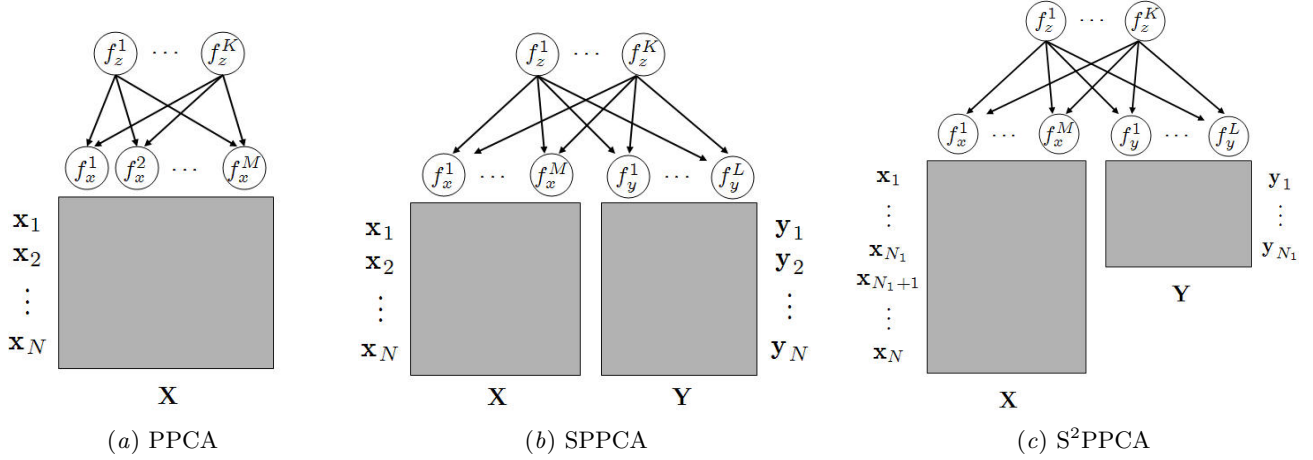 f_z^1 ··· f_z^K
f_x^1 f_x^2 ··· f_x^M
x_1
x_2
⋮
x_N
X
(a) PPCA
f_z^1 ··· f_z^K
f_x^1 ··· f_x^M f_y^1 ··· f_y^L
x_1
x_2
⋮
x_N
y_1
y_2
⋮
y_N
X Y
(b) SPPCA
f_z^1 ··· f_z^K
f_x^1 ··· f_x^M f_y^1 ··· f_y^L
x_1
⋮
x_{N_1}
x_{N_1+1}
⋮
x_N
y_1
⋮
y_{N_1}
Y
X
(c) S²PPCA